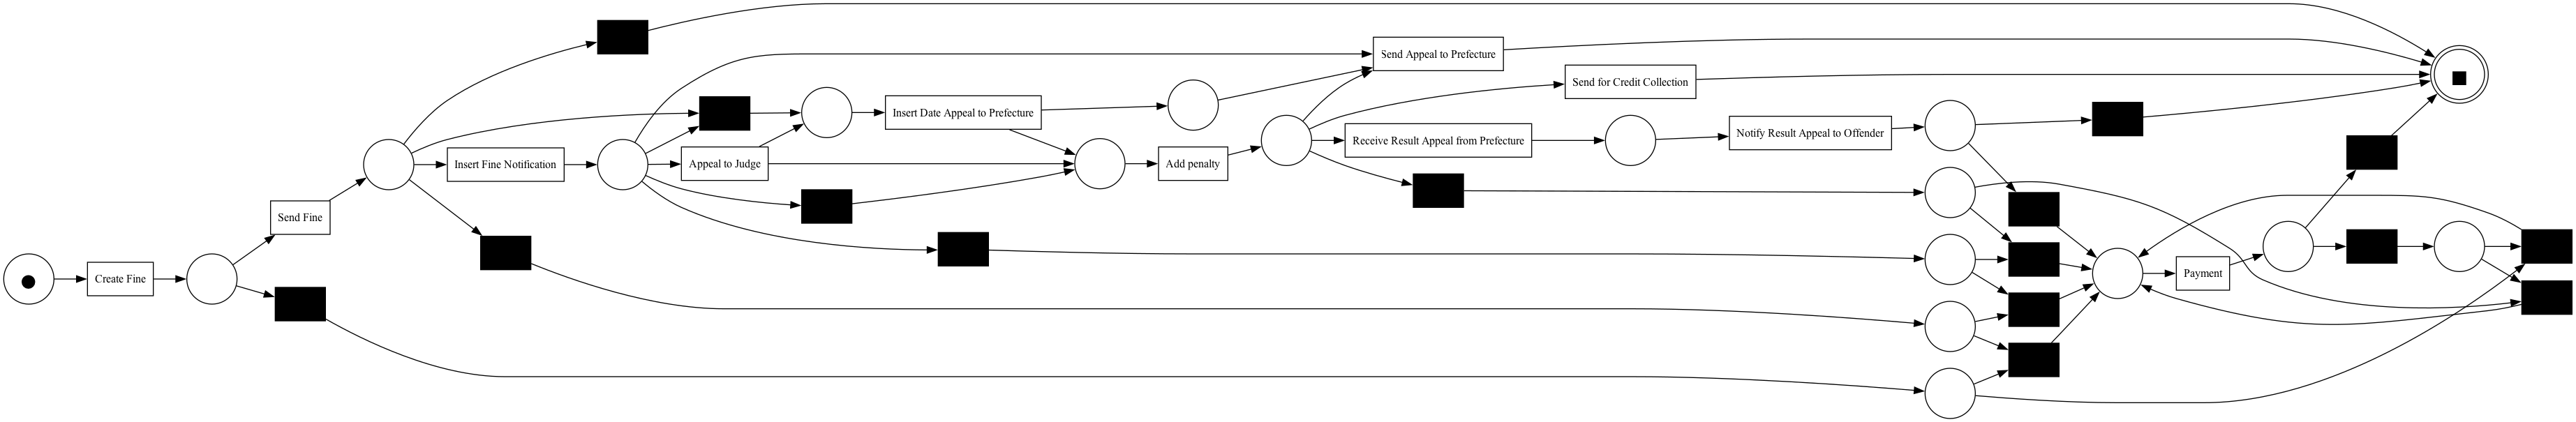 Create Fine
Send Fine
Insert Fine Notification
Appeal to Judge
Insert Date Appeal to Prefecture
Add penalty
Send Appeal to Prefecture
Receive Result Appeal from Prefecture
Send for Credit Collection
Notify Result Appeal to Offender
Payment